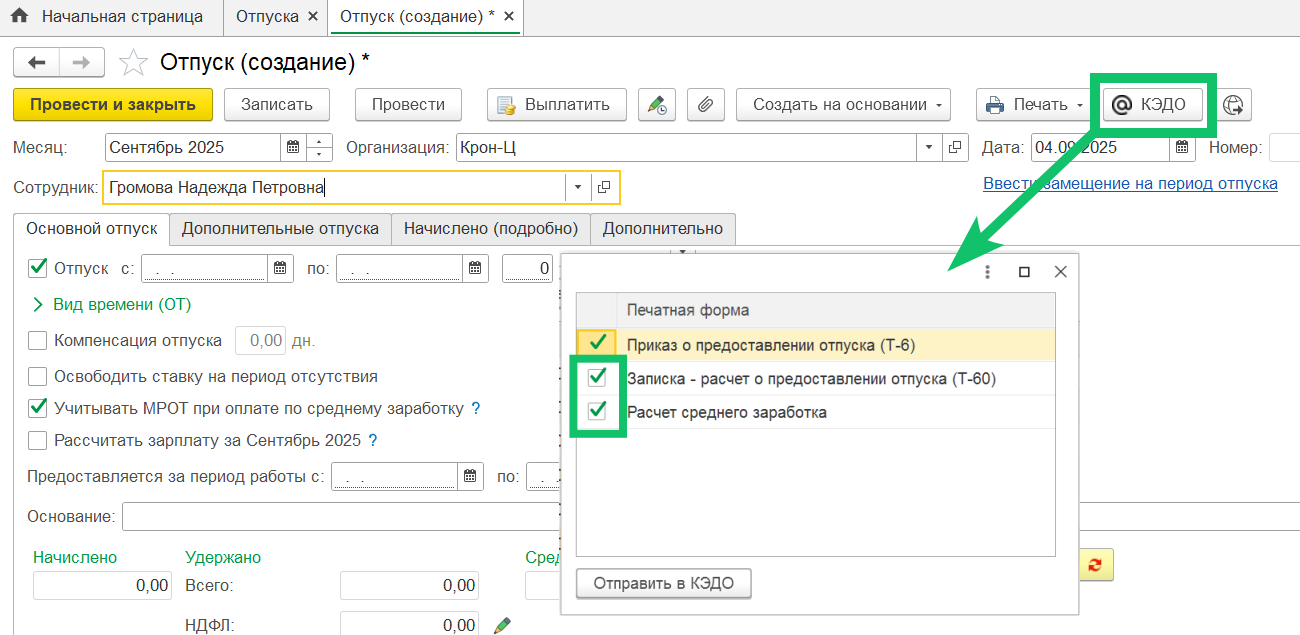 Начальная страница Отпуска × Отпуск (создание) * ×
Отпуск (создание) *
Провести и закрыть Записать Провести Выплатить Создать на основании Печать @ КЭДО
Месяц: Сентябрь 2025 Организация: Крон-Ц Дата: 04.09.2025 Номер:
Сотрудник: Громова Надежда Петровна Ввести замещение на период отпуска
Основной отпуск Дополнительные отпуска Начислено (подробно) Дополнительно
Отпуск с: . . по: . . 0
Вид времени (ОТ)
Компенсация отпуска 0,00 дн.
Освободить ставку на период отсутствия
Учитывать МРОТ при оплате по среднему заработку ?
Рассчитать зарплату за Сентябрь 2025 ?
Предоставляется за период работы с: . . по: . .
Основание:
Начислено Удержано Сред
0,00 Всего: 0,00
НДФЛ: 0,00
Печатная форма
Приказ о предоставлении отпуска (Т-6)
Записка - расчет о предоставлении отпуска (Т-60)
Расчет среднего заработка
Отправить в КЭДО